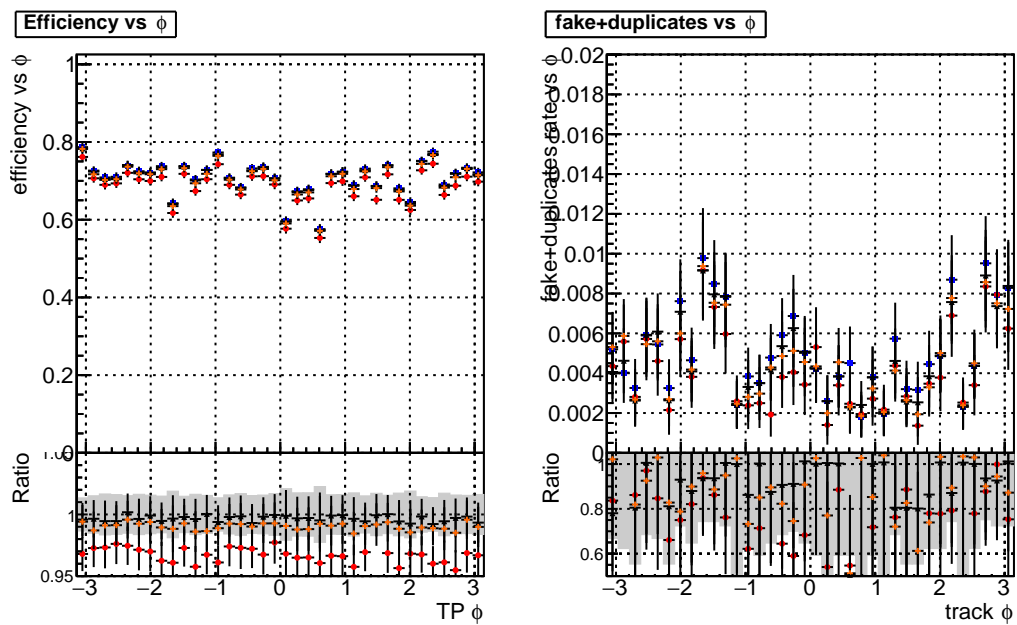 Efficiency vs ϕ
efficiency vs ϕ
1
0.8
0.6
0.4
0.2
0
Ratio
1
0.95
−3 −2 −1 0 1 2 3
TP ϕ
fake+duplicates vs ϕ
fake+duplicates rate vs ϕ
0.02
0.018
0.016
0.014
0.012
0.01
0.008
0.006
0.004
0.002
0
Ratio
1
0.8
0.6
−3 −2 −1 0 1 2 3
track ϕ